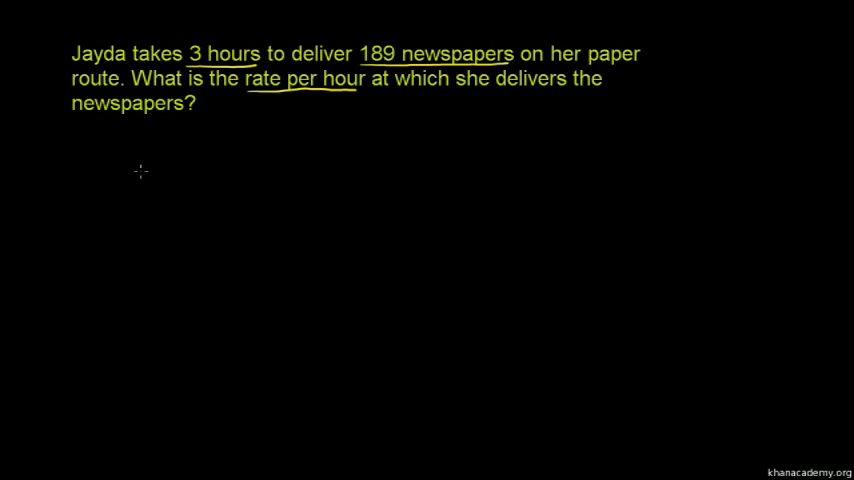 Jayda takes 3 hours to deliver 189 newspapers on her paper
route. What is the rate per hour at which she delivers the
newspapers?
khanacademy.org